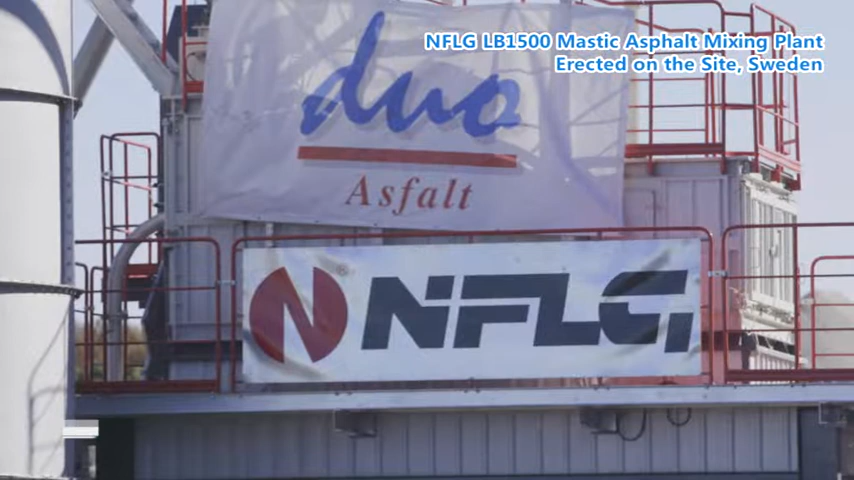 NFLG LB1500 Mastic Asphalt Mixing Plant
Erected on the Site, Sweden
duo
Asfalt
N ® NFLG